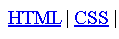 HTML | CSS |